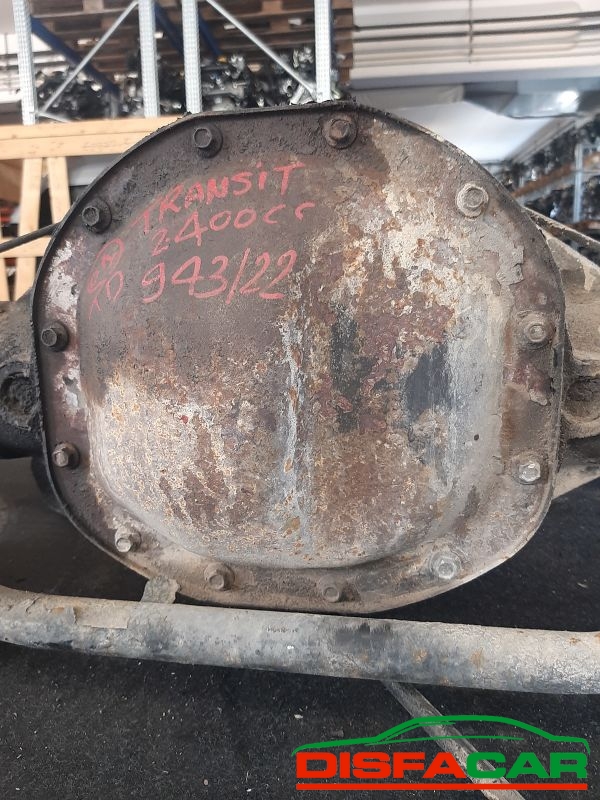 TRANSIT
2400cc
943/22
DISFACAR